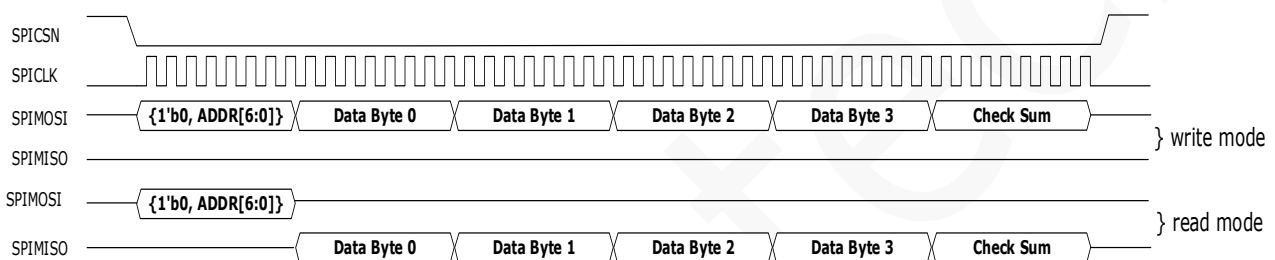 SPICSN
SPICLK
SPIMOSI {1'b0, ADDR[6:0]} Data Byte 0 Data Byte 1 Data Byte 2 Data Byte 3 Check Sum
} write mode
SPIMISO
SPIMOSI {1'b0, ADDR[6:0]}
} read mode
SPIMISO Data Byte 0 Data Byte 1 Data Byte 2 Data Byte 3 Check Sum